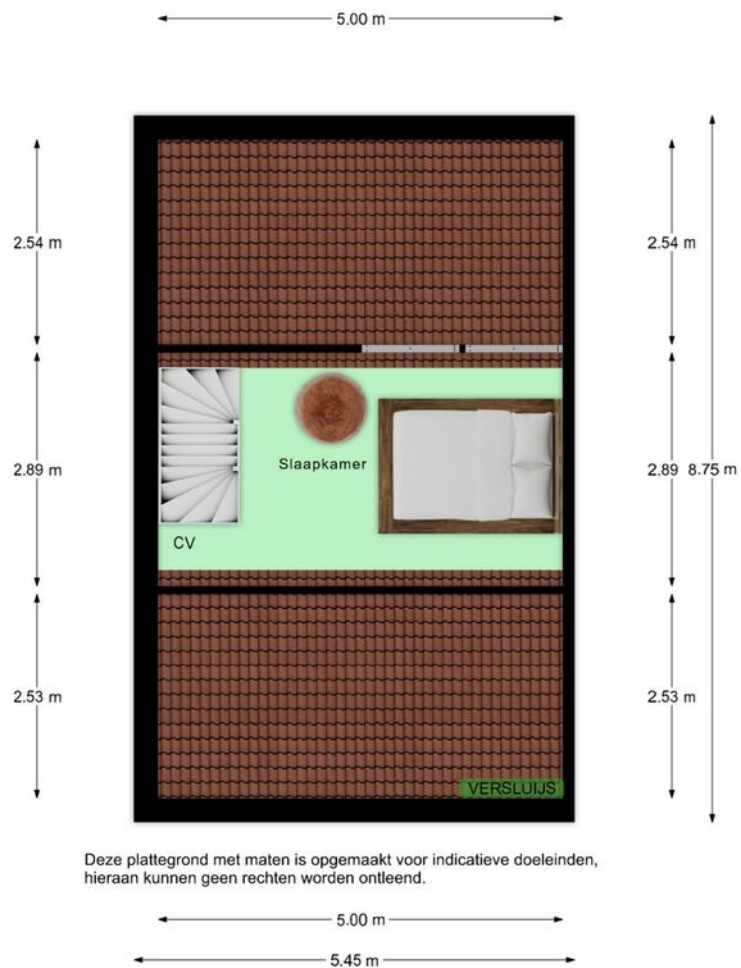 5.00 m
2.54 m
2.54 m
2.89 m
Slaapkamer
2.89
8.75 m
CV
2.53 m
2.53 m
VERSLUIJS
Deze plattegrond met maten is opgemaakt voor indicatieve doeleinden,
hieraan kunnen geen rechten worden ontleend.
5.00 m
5.45 m